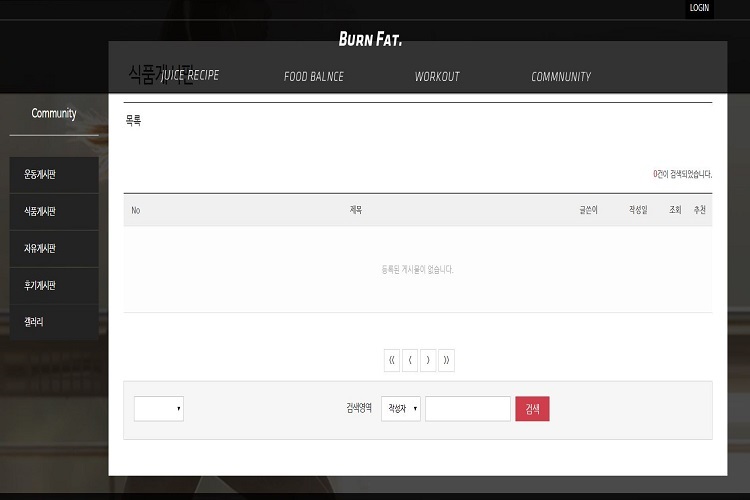 LOGIN
BURN FAT.
식품게시판
JUICE RECIPE FOOD BALNCE WORKOUT COMMNUNITY
Community
목록
운동게시판
식품게시판
자유게시판
후기게시판
갤러리
0건이 검색되었습니다.
No 제목 글쓴이 작성일 조회 추천
등록된 게시물이 없습니다.
⟨⟨ ⟨ ⟩ ⟩⟩
검색영역 작성자 검색